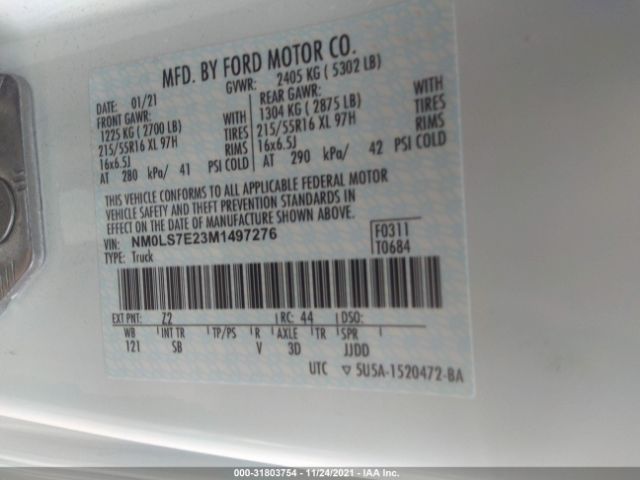 MFD. BY FORD MOTOR CO.
DATE: 01/21 GVWR: 2405 KG ( 5302 LB)
FRONT GAWR: WITH REAR GAWR: WITH
1225 KG ( 2700 LB) TIRES 1304 KG ( 2875 LB) TIRES
215/55R16 XL 97H RIMS 215/55R16 XL 97H RIMS
16x6.5J 16x6.5J
AT 280 kPa/ 41 PSI COLD AT 290 kPa/ 42 PSI COLD
THIS VEHICLE CONFORMS TO ALL APPLICABLE FEDERAL MOTOR
VEHICLE SAFETY AND THEFT PREVENTION STANDARDS IN
EFFECT ON THE DATE OF MANUFACTURE SHOWN ABOVE.
VIN: NM0LS7E23M1497276 F0311
TYPE: Truck T0684
EXT PNT: Z2 RC: 44 DSO:
WB INT TR TP/PS R AXLE TR SPR
121 SB V 3D JJDD
UTC ▽ 5U5A-1520472-BA
000-31803754 - 11/24/2021 - IAA Inc.